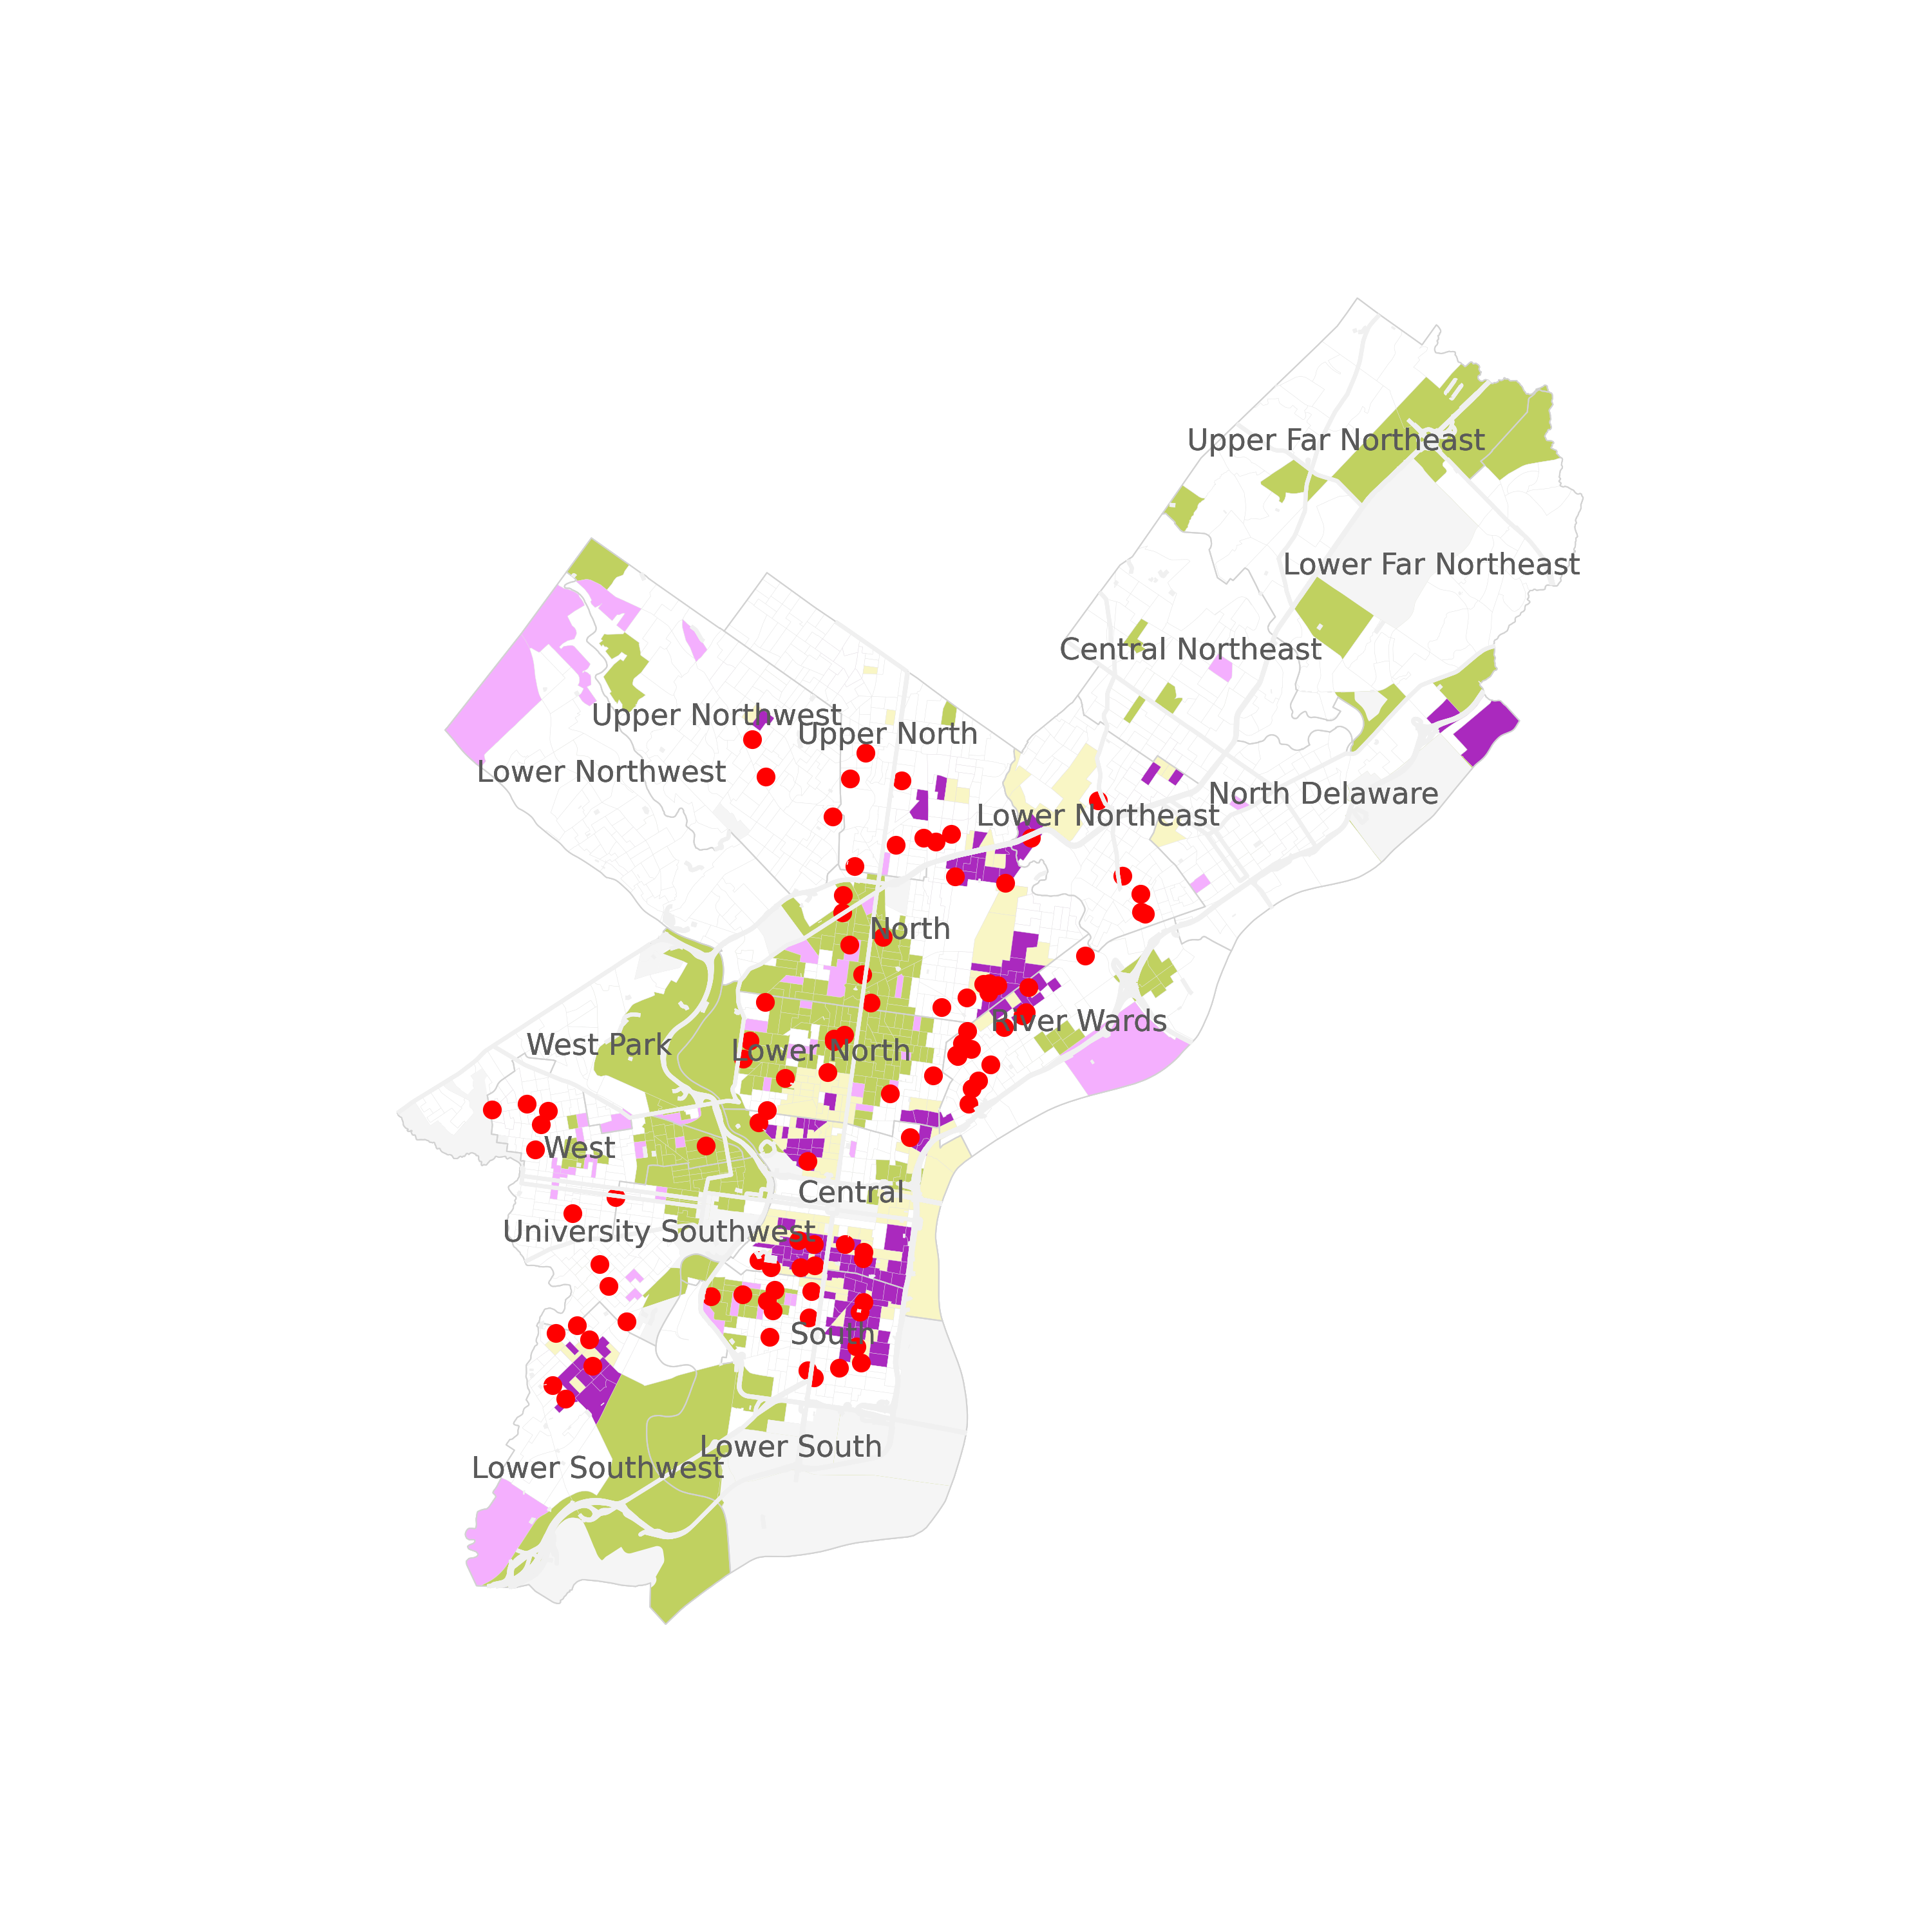 Upper Far Northeast
Lower Far Northeast
Central Northeast
Upper Northwest
Upper North
Lower Northwest
North Delaware
Lower Northeast
North
River Wards
West Park
Lower North
West
Central
University Southwest
South
Lower South
Lower Southwest